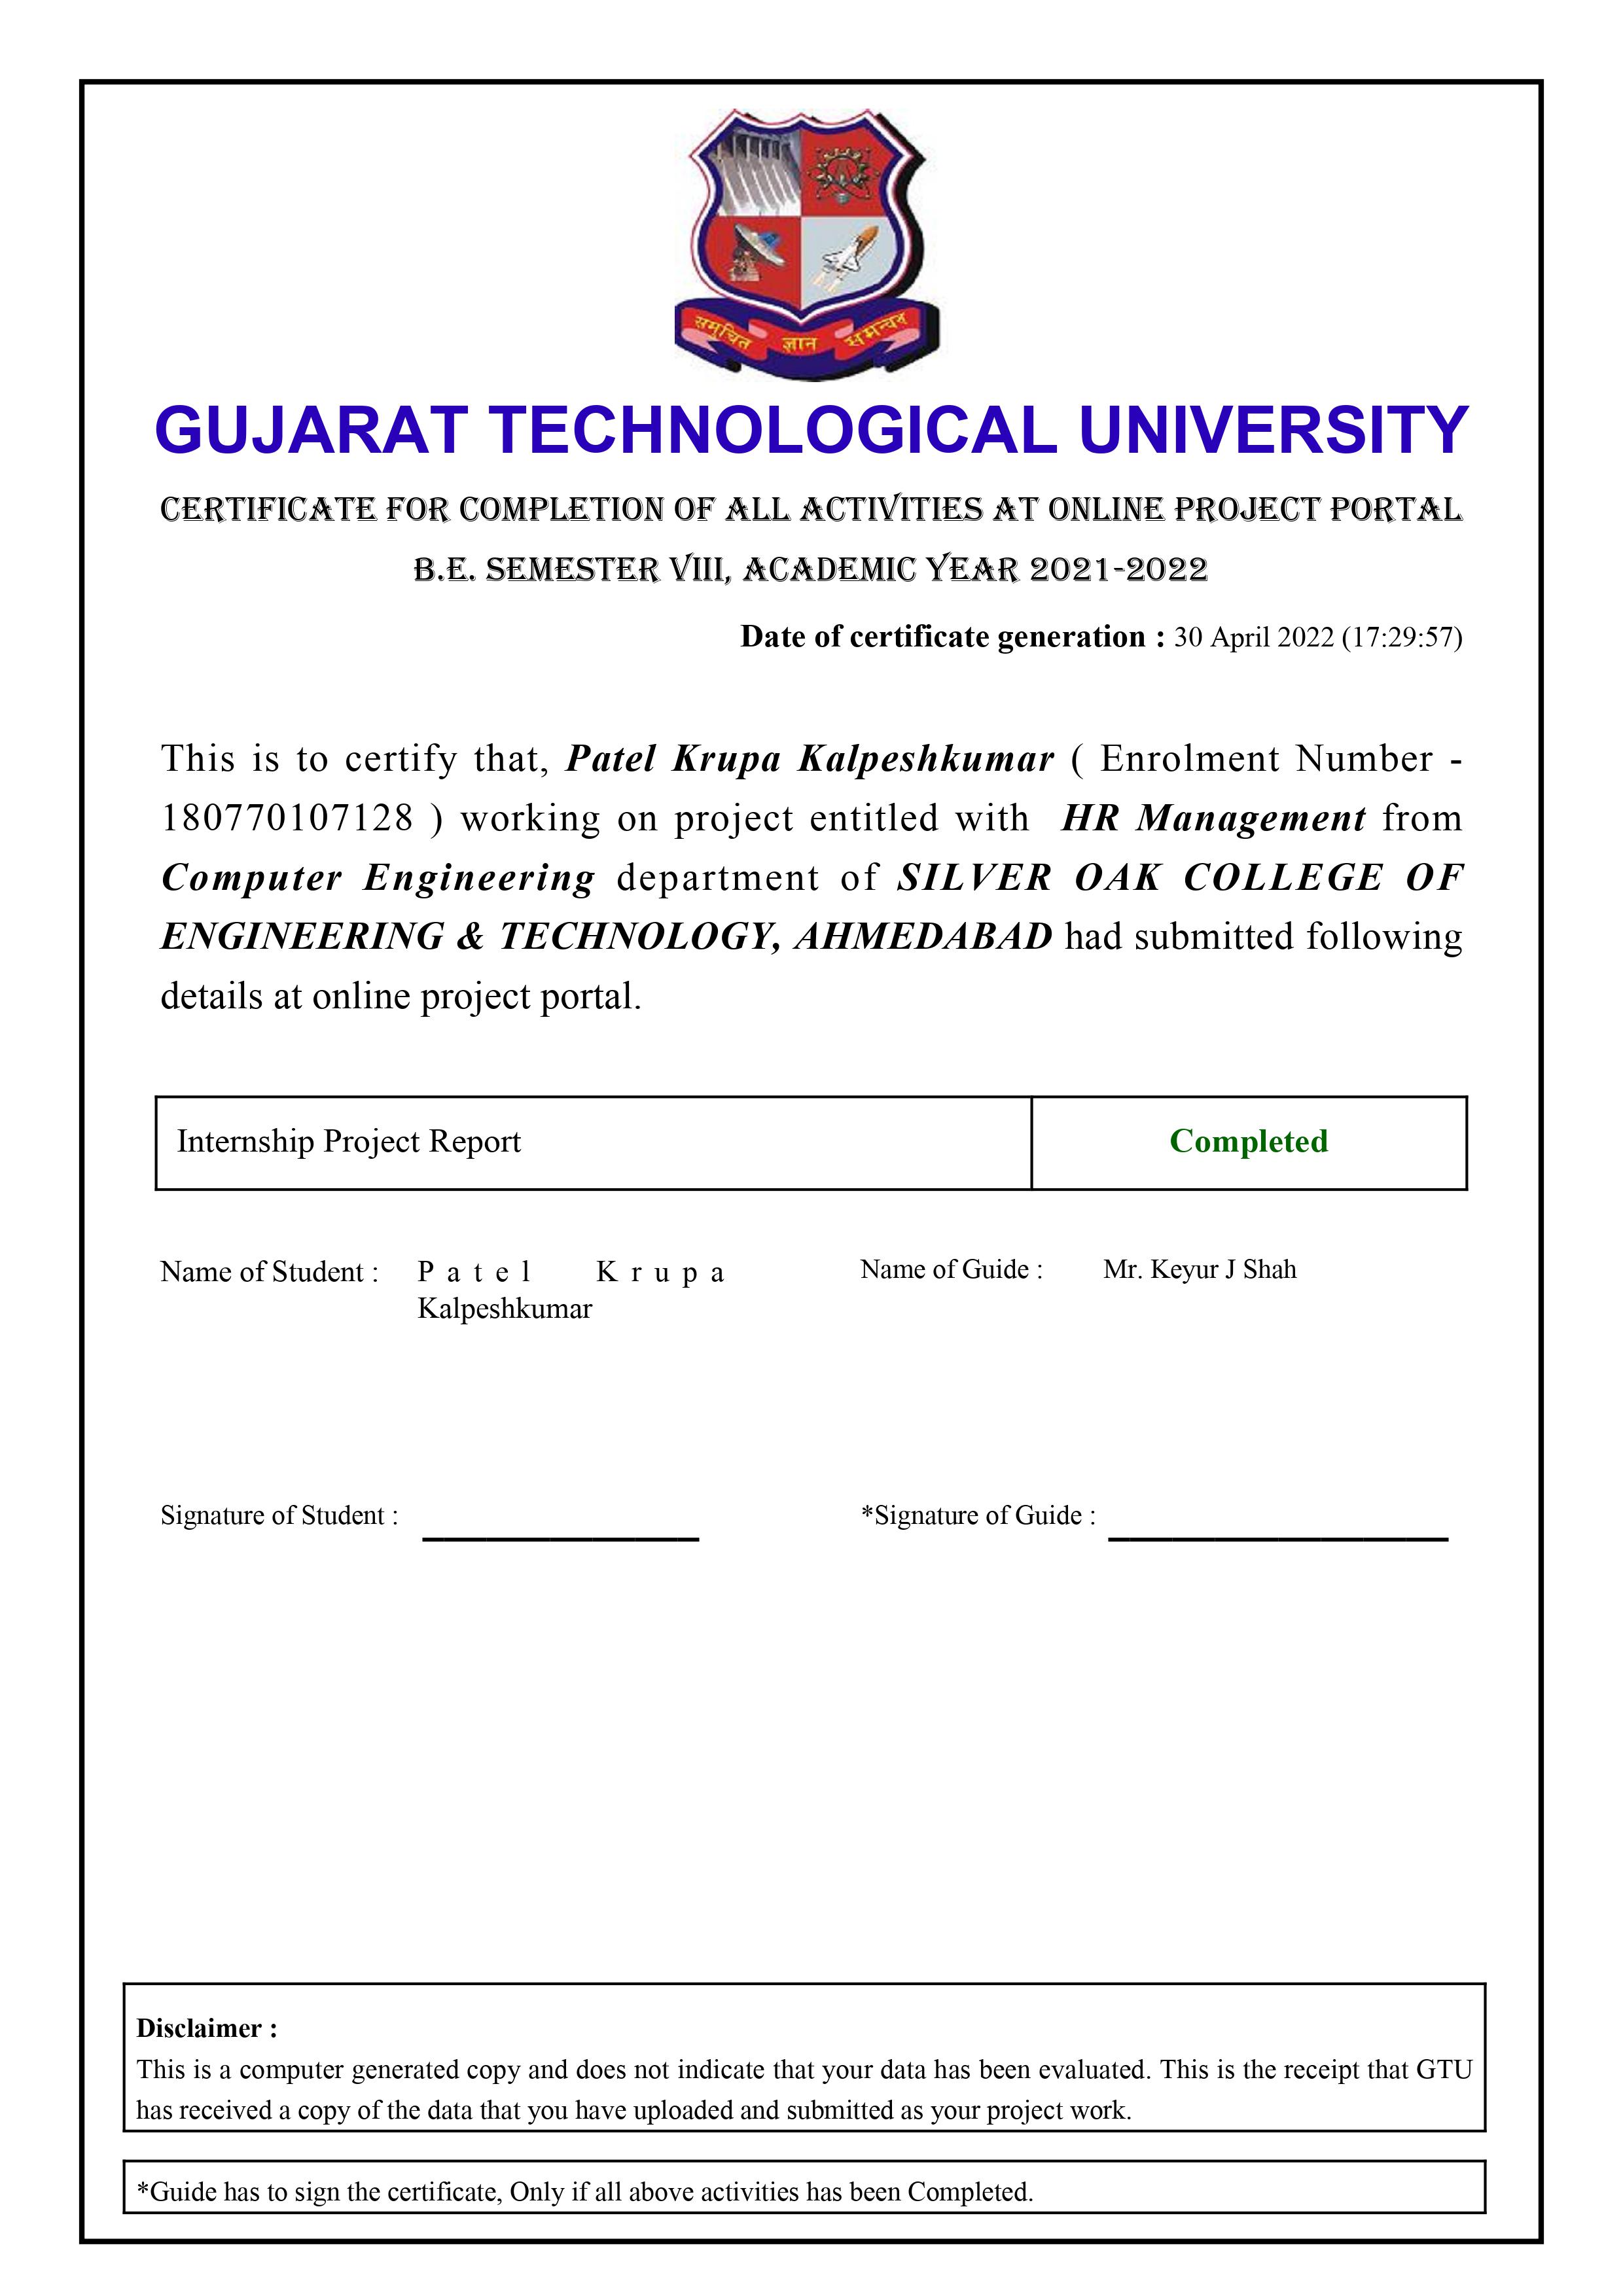 समुचित ज्ञान समन्वय
GUJARAT TECHNOLOGICAL UNIVERSITY
CERTIFICATE FOR COMPLETION OF ALL ACTIVITIES AT ONLINE PROJECT PORTAL
B.E. SEMESTER VIII, ACADEMIC YEAR 2021-2022
Date of certificate generation : 30 April 2022 (17:29:57)
This is to certify that, Patel Krupa Kalpeshkumar ( Enrolment Number -
180770107128 ) working on project entitled with HR Management from
Computer Engineering department of SILVER OAK COLLEGE OF
ENGINEERING & TECHNOLOGY, AHMEDABAD had submitted following
details at online project portal.
Internship Project Report Completed
Name of Student : Patel Krupa Name of Guide : Mr. Keyur J Shah
Kalpeshkumar
Signature of Student : *Signature of Guide :
Disclaimer :
This is a computer generated copy and does not indicate that your data has been evaluated. This is the receipt that GTU
has received a copy of the data that you have uploaded and submitted as your project work.
*Guide has to sign the certificate, Only if all above activities has been Completed.